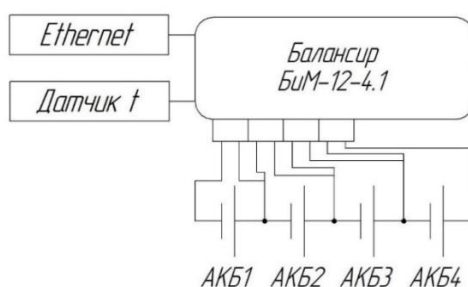 Ethernet
Датчик t
Балансир
БиМ-12-4.1
АКБ1 АКБ2 АКБ3 АКБ4